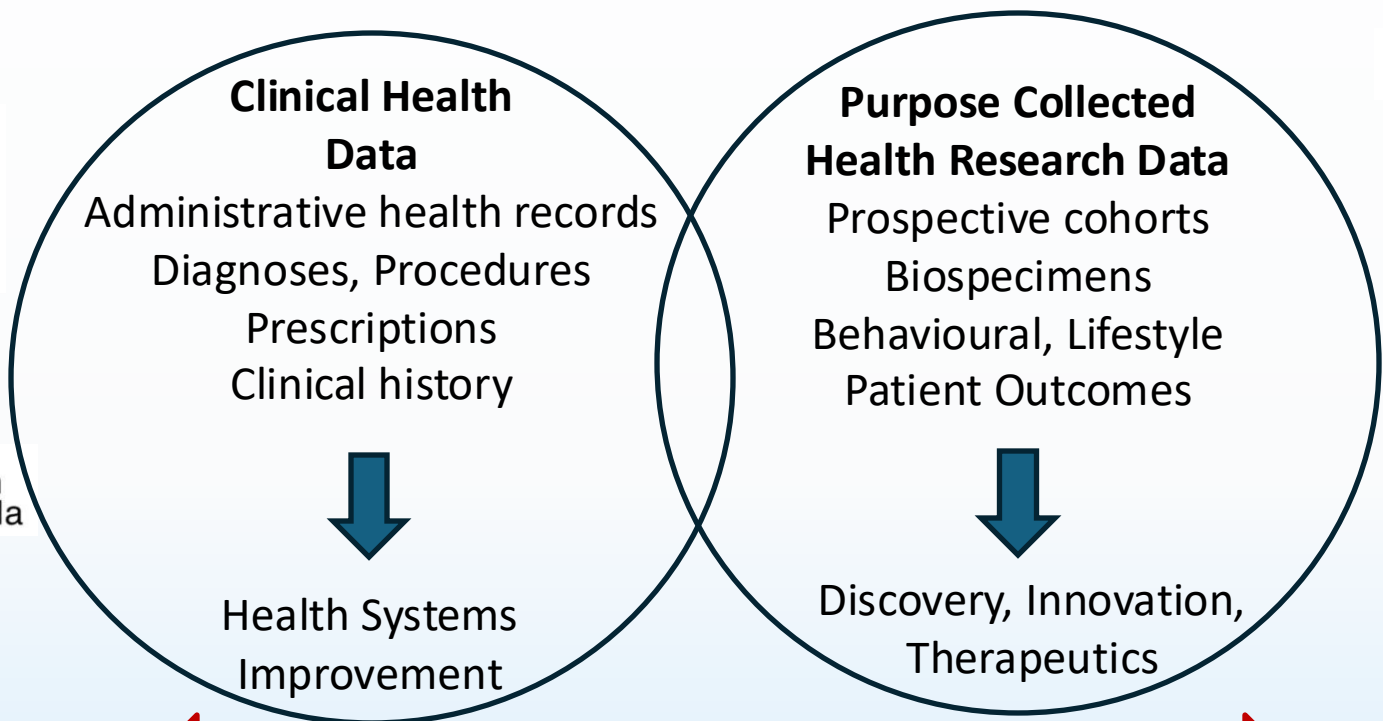 Clinical Health
Data
Administrative health records
Diagnoses, Procedures
Prescriptions
Clinical history
Health Systems
Improvement
Purpose Collected
Health Research Data
Prospective cohorts
Biospecimens
Behavioural, Lifestyle
Patient Outcomes
Discovery, Innovation,
Therapeutics